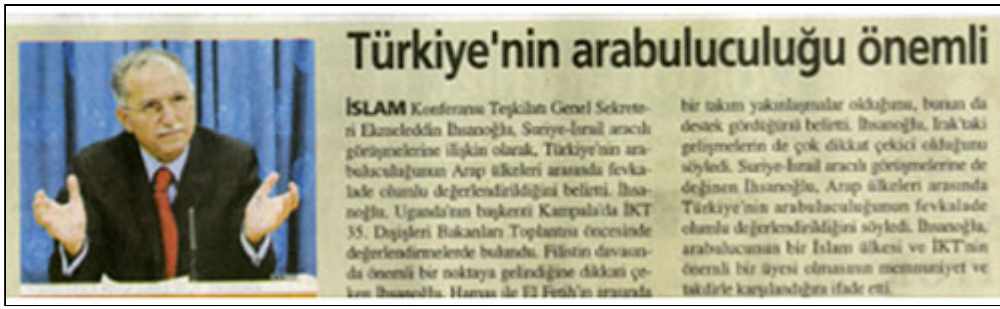 Türkiye'nin arabuluculuğu önemli
İSLAM Konferansı Teşkilatı Genel Sekrete-
ri Ekmeleddin İhsanoğlu, Suriye-İsrail aracılı
görüşmelerine ilişkin olarak, Türkiye'nin ara-
buluculuğunun Arap ülkeleri arasında fevka-
lade olumlu değerlendirildiğini belirtti. İhsa-
noğlu, Uganda'nın başkenti Kampala'da İKT
35. Dışişleri Bakanları Toplantısı öncesinde
değerlendirmelerde bulundu. Filistin davasın-
da önemli bir noktaya gelindiğine dikkati çe-
ken İhsanoğlu, Hamas ile El Fetih'in arasında
bir takım yakınlaşmalar olduğunu, bunun da
destek gördüğünü belirtti. İhsanoğlu, Irak'taki
gelişmelerin de çok dikkat çekici olduğunu
söyledi. Suriye-İsrail aracılı görüşmelerine de
değinen İhsanoğlu, Arap ülkeleri arasında
Türkiye'nin arabuluculuğunun fevkalade
olumlu değerlendirildiğini söyledi. İhsanoğlu,
arabulucunun bir İslam ülkesi ve İKT'nin
önemli bir üyesi olmasının memnuniyet ve
takdirle karşılandığını ifade etti.